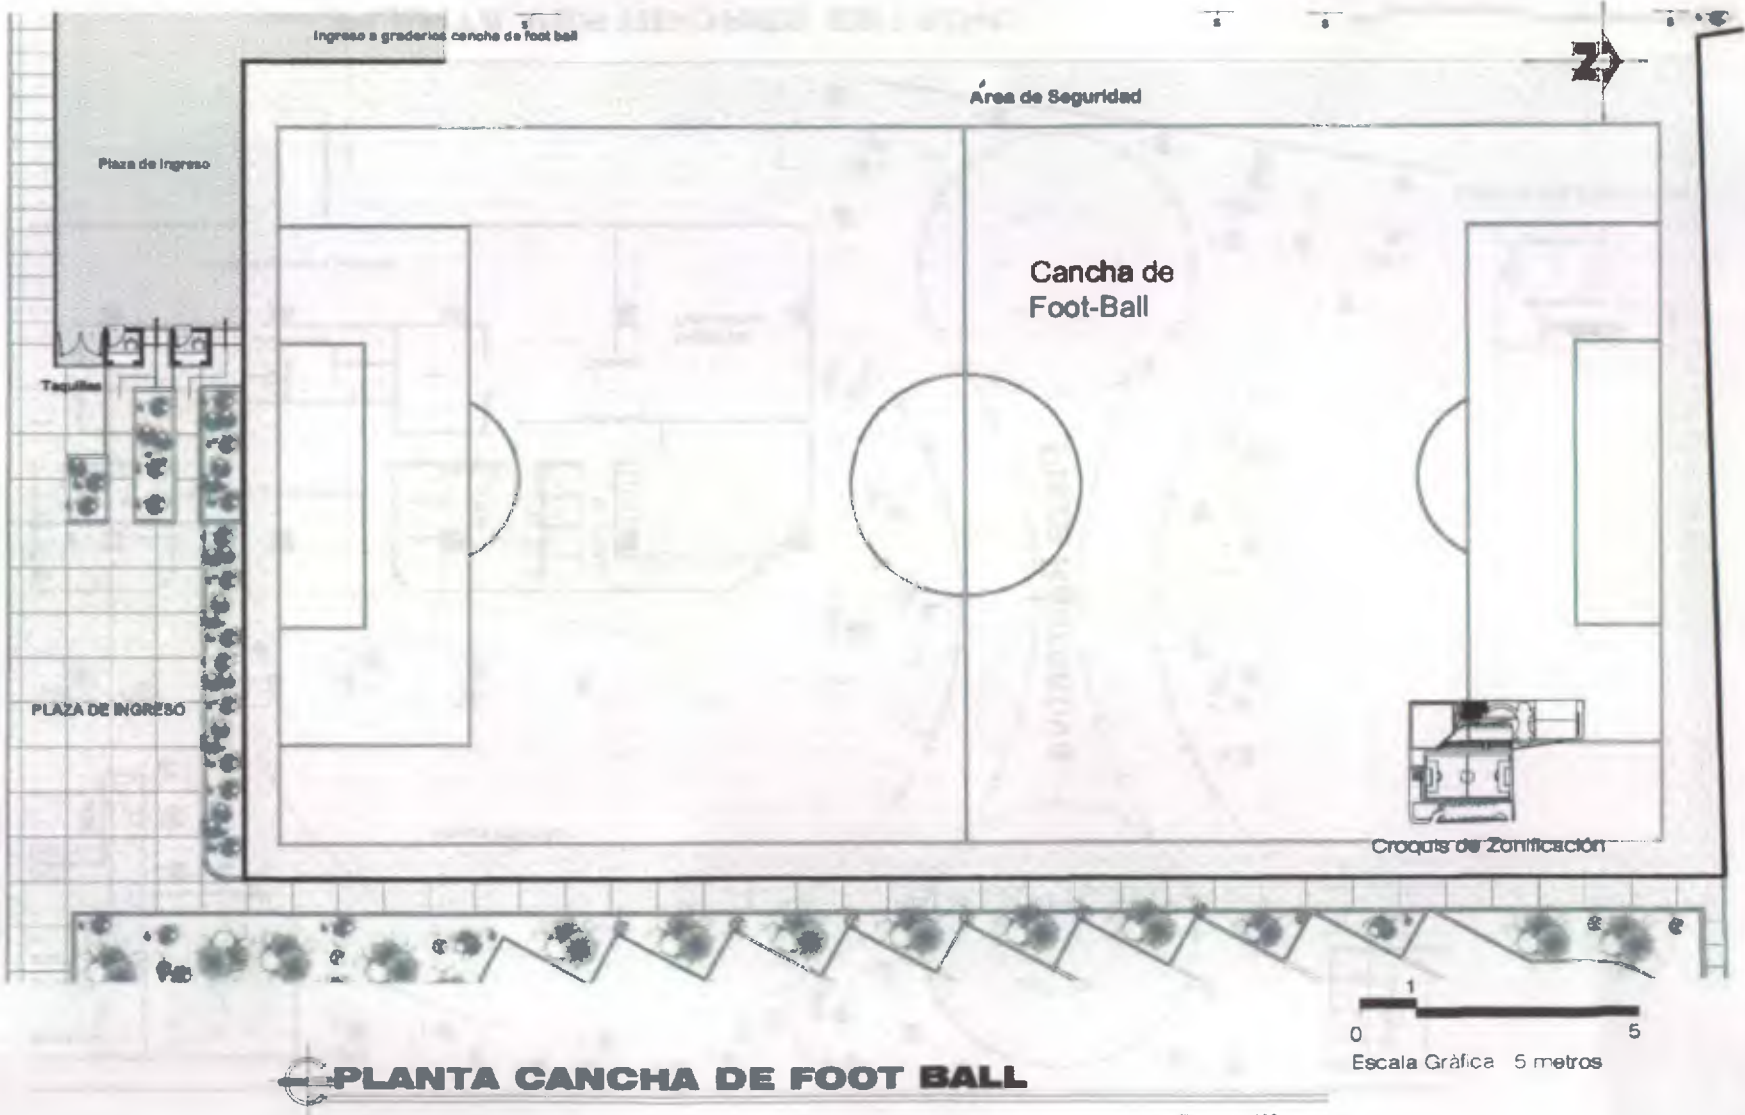 s
s
s
s
Ingreso a graderios cancha de foot ball
Z
Área de Seguridad
Plaza de Ingreso
Cancha de
Foot-Ball
Taquillas
PLAZA DE INGRESO
Croquis de Zonificación
1
0
5
Escala Gráfica 5 metros
PLANTA CANCHA DE FOOT BALL